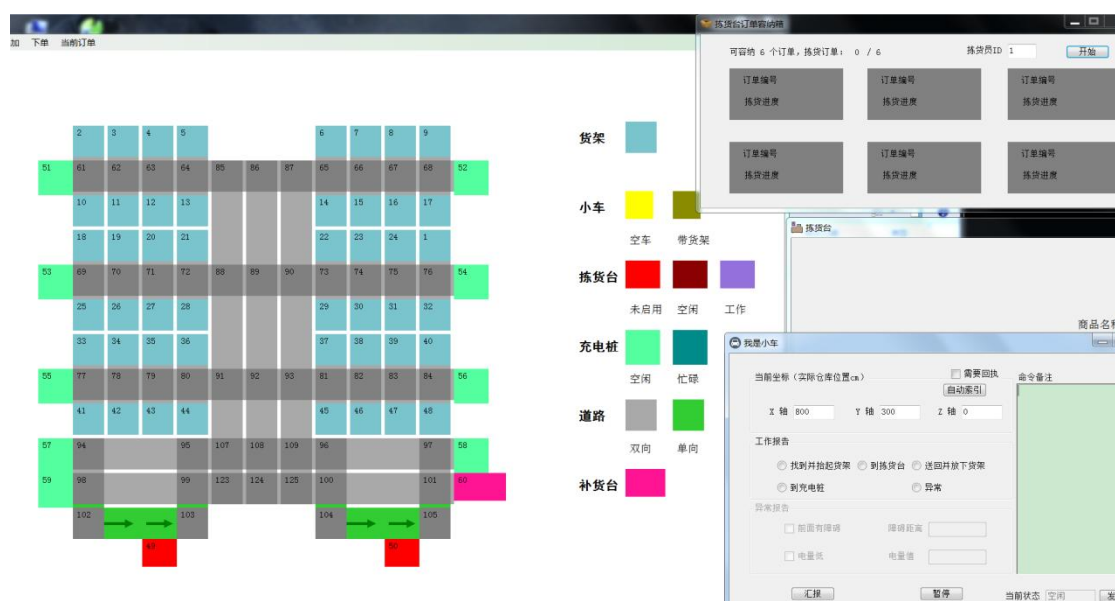 加 下单 当前订单
2 3 4 5 6 7 8 9
51 61 62 63 64 85 86 87 65 66 67 68 52
10 11 12 13 14 15 16 17
18 19 20 21 22 23 24 1
53 69 70 71 72 88 89 90 73 74 75 76 54
25 26 27 28 29 30 31 32
33 34 35 36 37 38 39 40
55 77 78 79 80 91 92 93 81 82 83 84 56
41 42 43 44 45 46 47 48
57 94 95 107 108 109 96 97 58
59 98 99 123 124 125 100 101 60
102 103 104 105
49 50
货架
小车
空车 带货架
拣货台
未启用 空闲 工作
充电桩
空闲 忙碌
道路
双向 单向
补货台
拣货台订单容纳墙
可容纳 6 个订单，拣货订单： 0 / 6 拣货员ID 1 开始
订单编号 订单编号 订单编号
拣货进度 拣货进度 拣货进度
订单编号 订单编号 订单编号
拣货进度 拣货进度 拣货进度
拣货台
商品名称
我是小车
当前坐标（实际仓库位置cm） 需要回执 命令备注
自动索引
X 轴 800 Y 轴 300 Z 轴 0
工作报告
找到并抬起货架 到拣货台 送回并放下货架
到充电桩 异常
异常报告
前面有障碍 障碍距离
电量低 电量值
汇报 暂停 当前状态 空闲 发